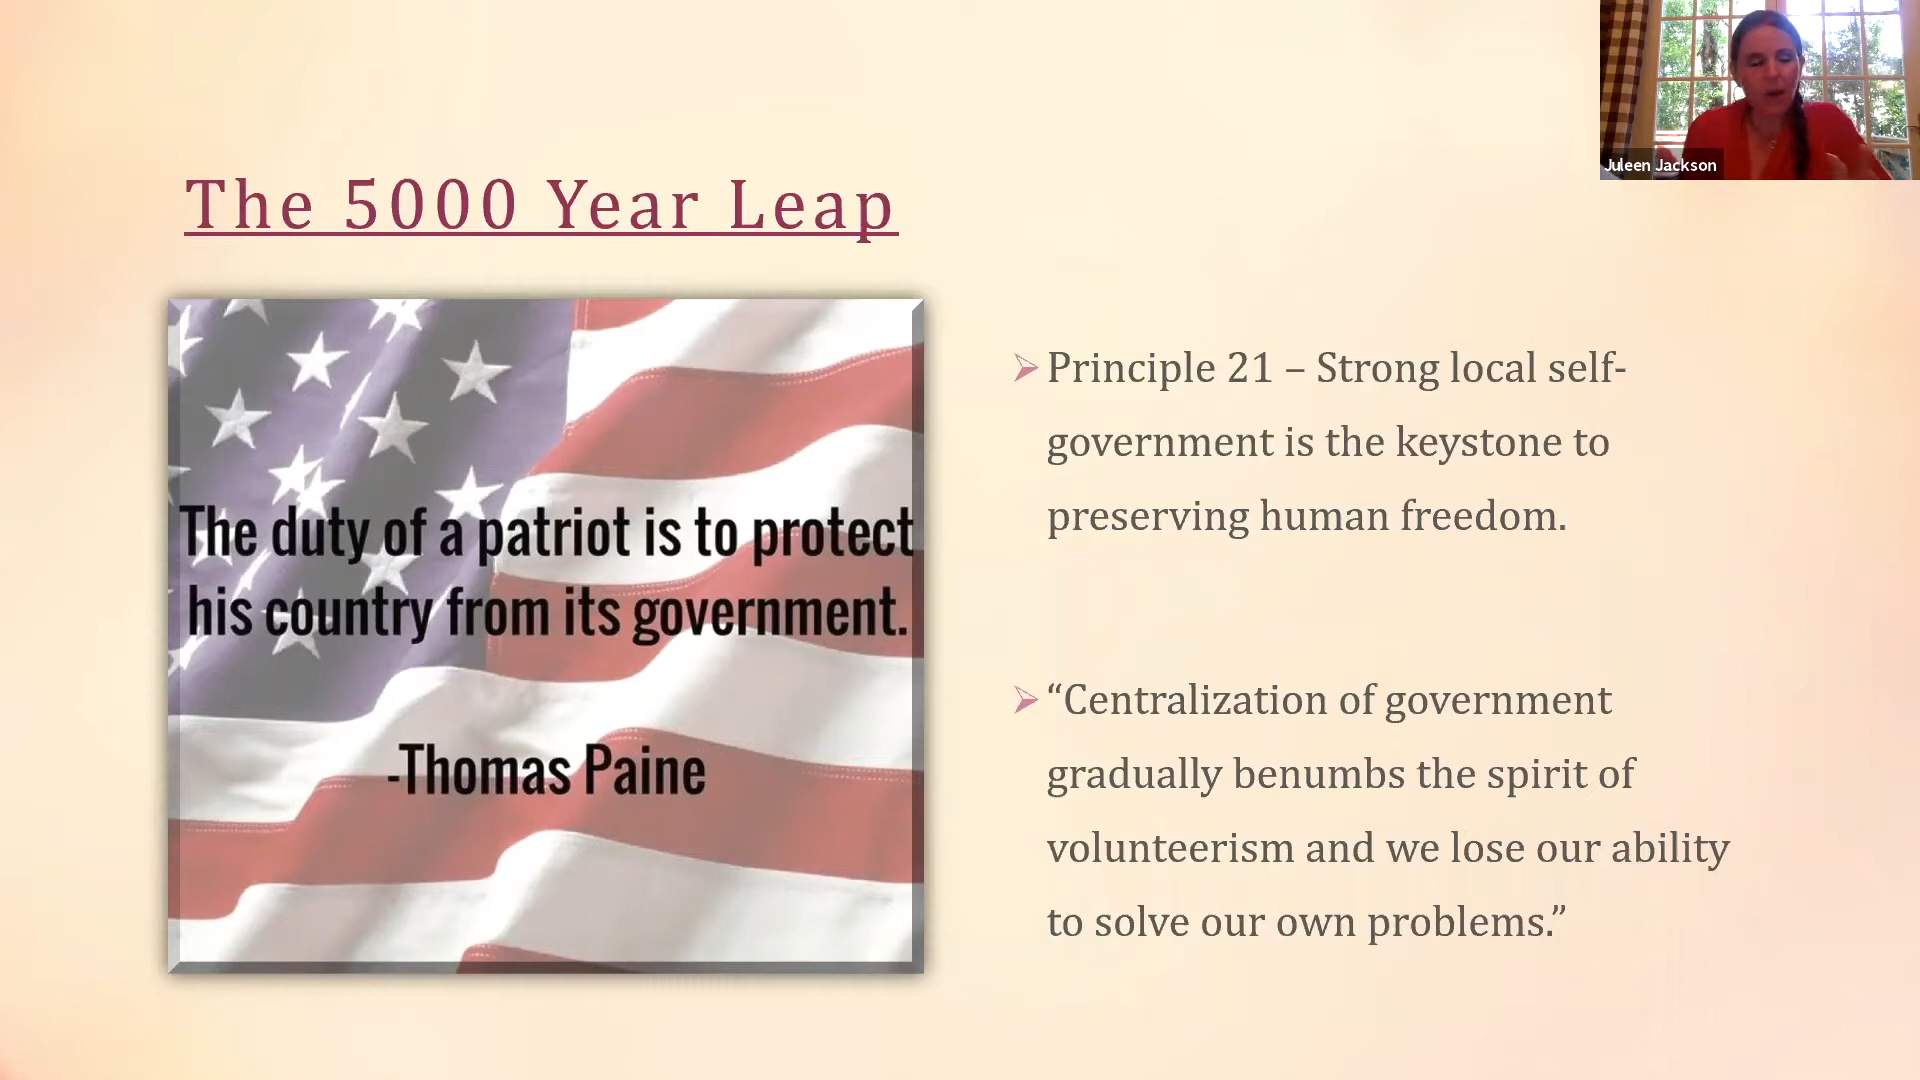 The 5000 Year Leap
The duty of a patriot is to protect
his country from its government.
-Thomas Paine
Principle 21 – Strong local self-
government is the keystone to
preserving human freedom.
“Centralization of government
gradually benumbs the spirit of
volunteerism and we lose our ability
to solve our own problems.”
Juleen Jackson